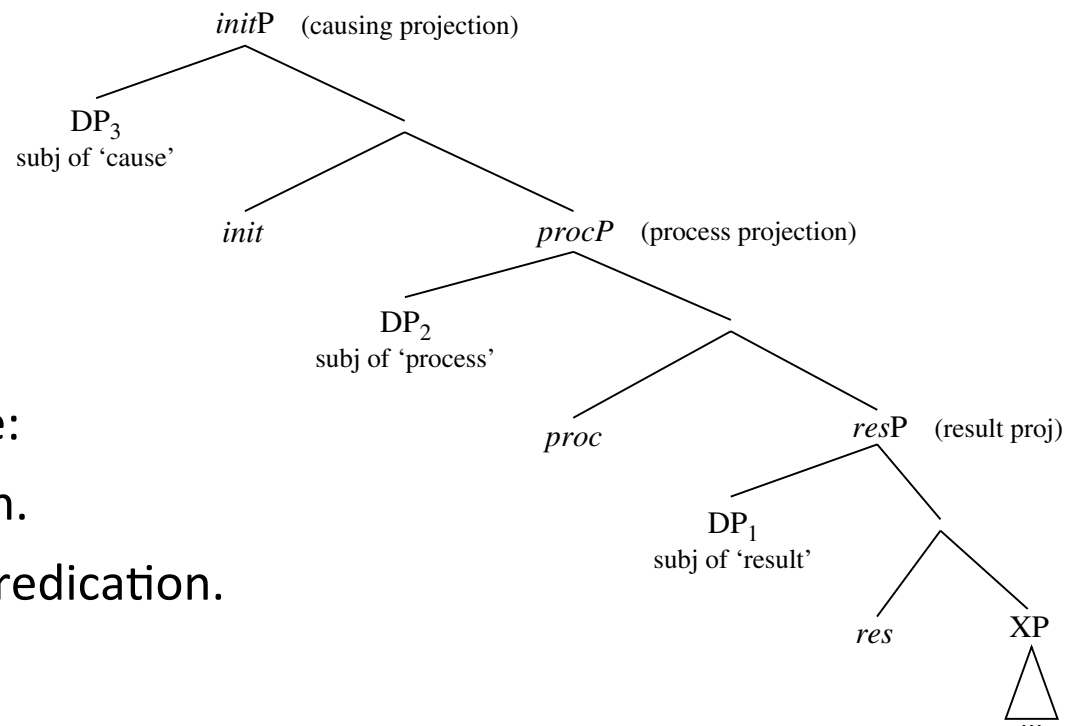 initP (causing projection)
DP3
subj of ‘cause’
init procP (process projection)
DP2
subj of ‘process’
e:
proc resP (result proj)
n.
DP1
subj of ‘result’
redication.
res XP
...